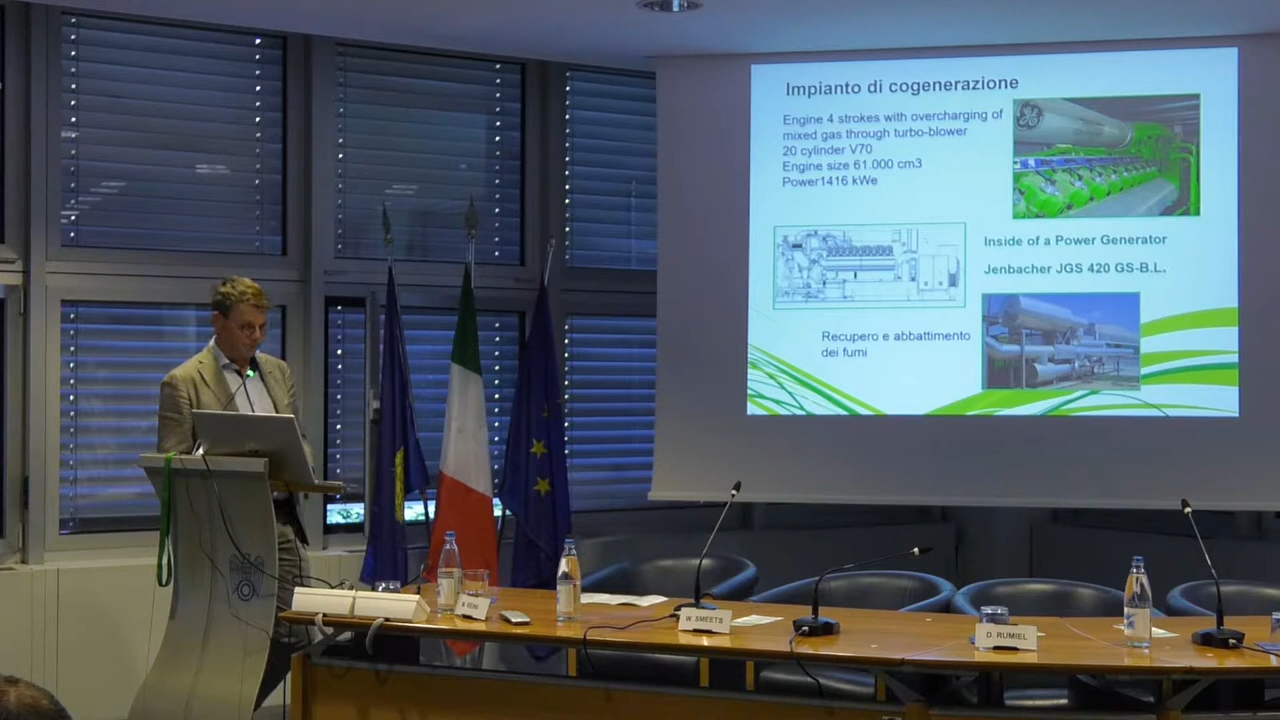 Impianto di cogenerazione
Engine 4 strokes with overcharging of
mixed gas through turbo-blower
20 cylinder V70
Engine size 61.000 cm3
Power1416 kWe
Inside of a Power Generator
Jenbacher JGS 420 GS-B.L.
Recupero e abbattimento
dei fumi
W. SMEETS
D. RUMIEL